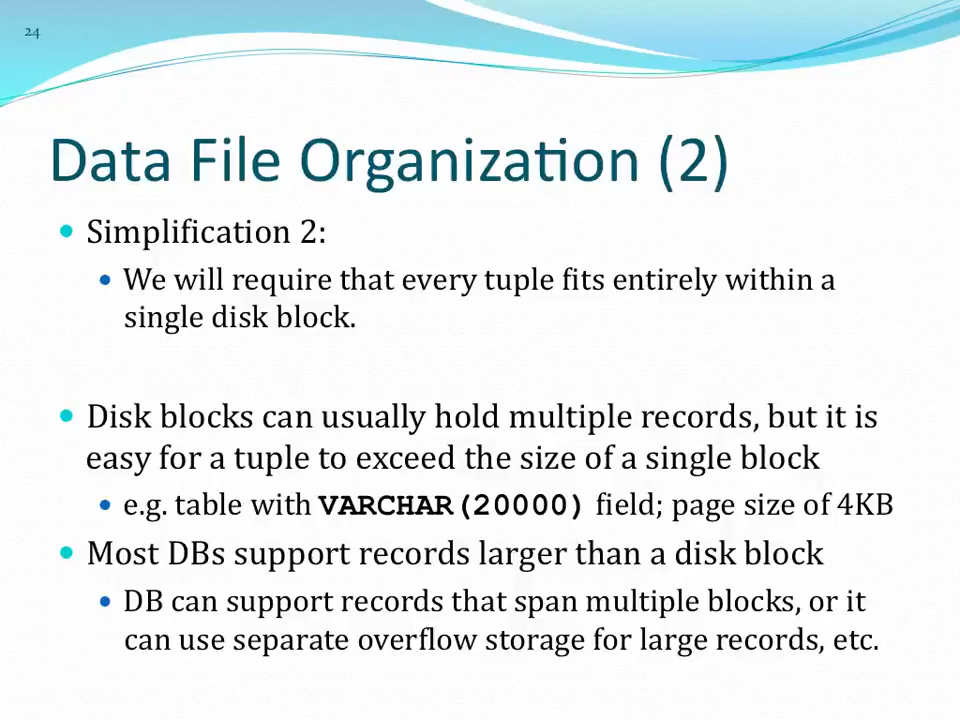 24
Data File Organization (2)
• Simplification 2:
• We will require that every tuple fits entirely within a
single disk block.
• Disk blocks can usually hold multiple records, but it is
easy for a tuple to exceed the size of a single block
• e.g. table with VARCHAR(20000) field; page size of 4KB
• Most DBs support records larger than a disk block
• DB can support records that span multiple blocks, or it
can use separate overflow storage for large records, etc.